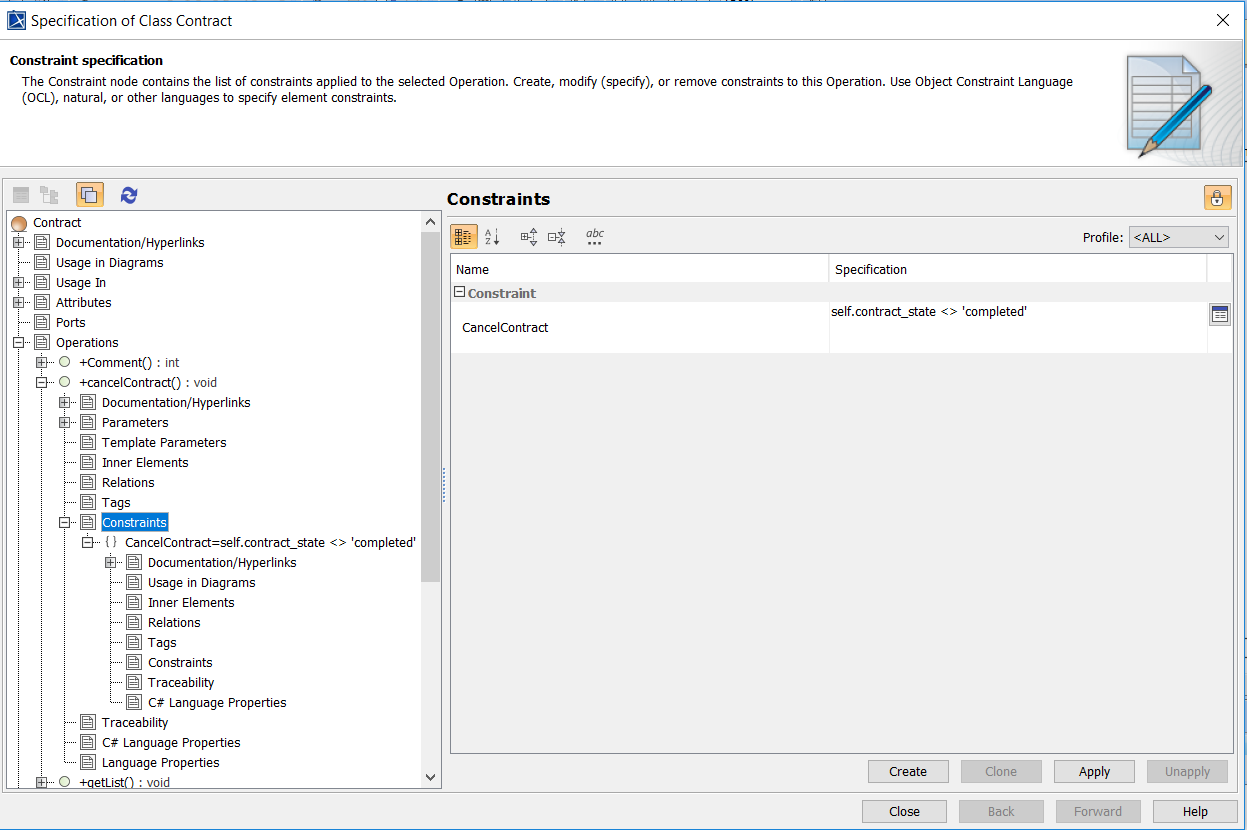 Specification of Class Contract
Constraint specification
The Constraint node contains the list of constraints applied to the selected Operation. Create, modify (specify), or remove constraints to this Operation. Use Object Constraint Language
(OCL), natural, or other languages to specify element constraints.
Contract
Documentation/Hyperlinks
Usage in Diagrams
Usage In
Attributes
Ports
Operations
+Comment() : int
+cancelContract() : void
Documentation/Hyperlinks
Parameters
Template Parameters
Inner Elements
Relations
Tags
Constraints
{ } CancelContract=self.contract_state <> 'completed'
Documentation/Hyperlinks
Usage in Diagrams
Inner Elements
Relations
Tags
Constraints
Traceability
C# Language Properties
Traceability
C# Language Properties
Language Properties
+getList() : void
Constraints
A Z
abc
Profile: <ALL>
Name Specification
Constraint
CancelContract self.contract_state <> 'completed'
Create Clone Apply Unapply
Close Back Forward Help